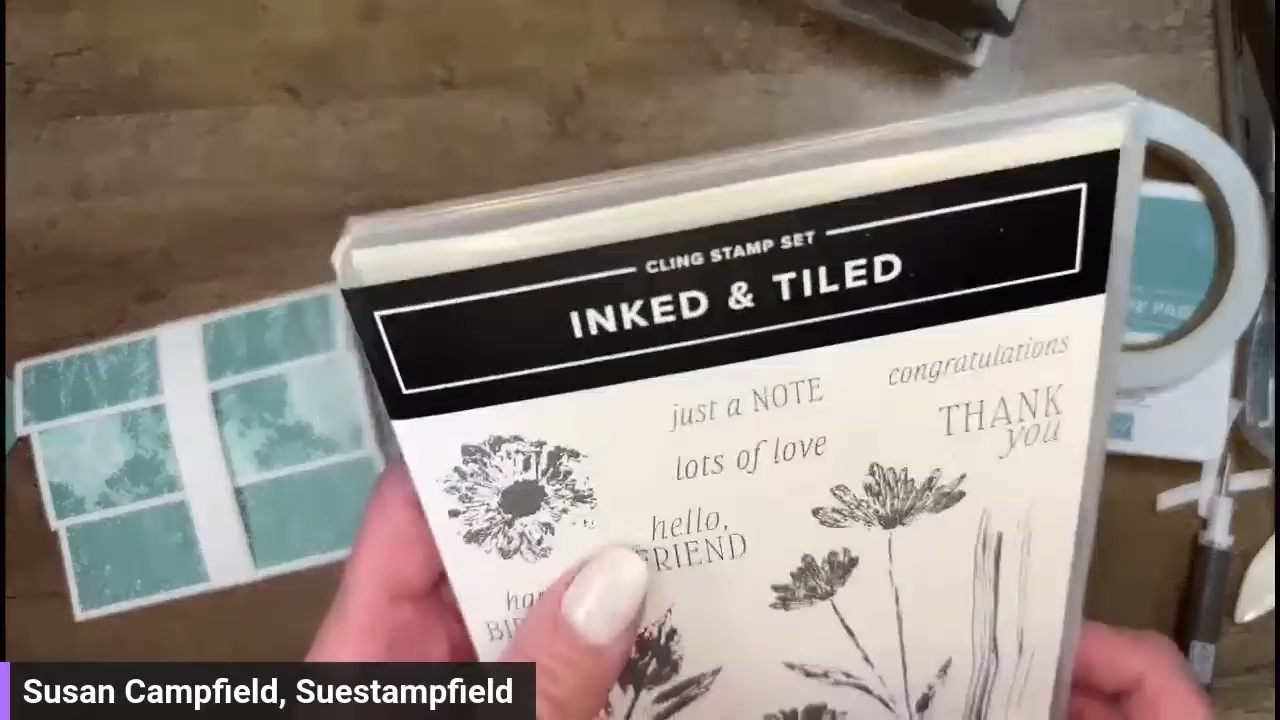 CLING STAMP SET
INKED & TILED
just a NOTE
congratulations
lots of love
THANK
you
hello,
FRIEND
Susan Campfield, Suestampfield